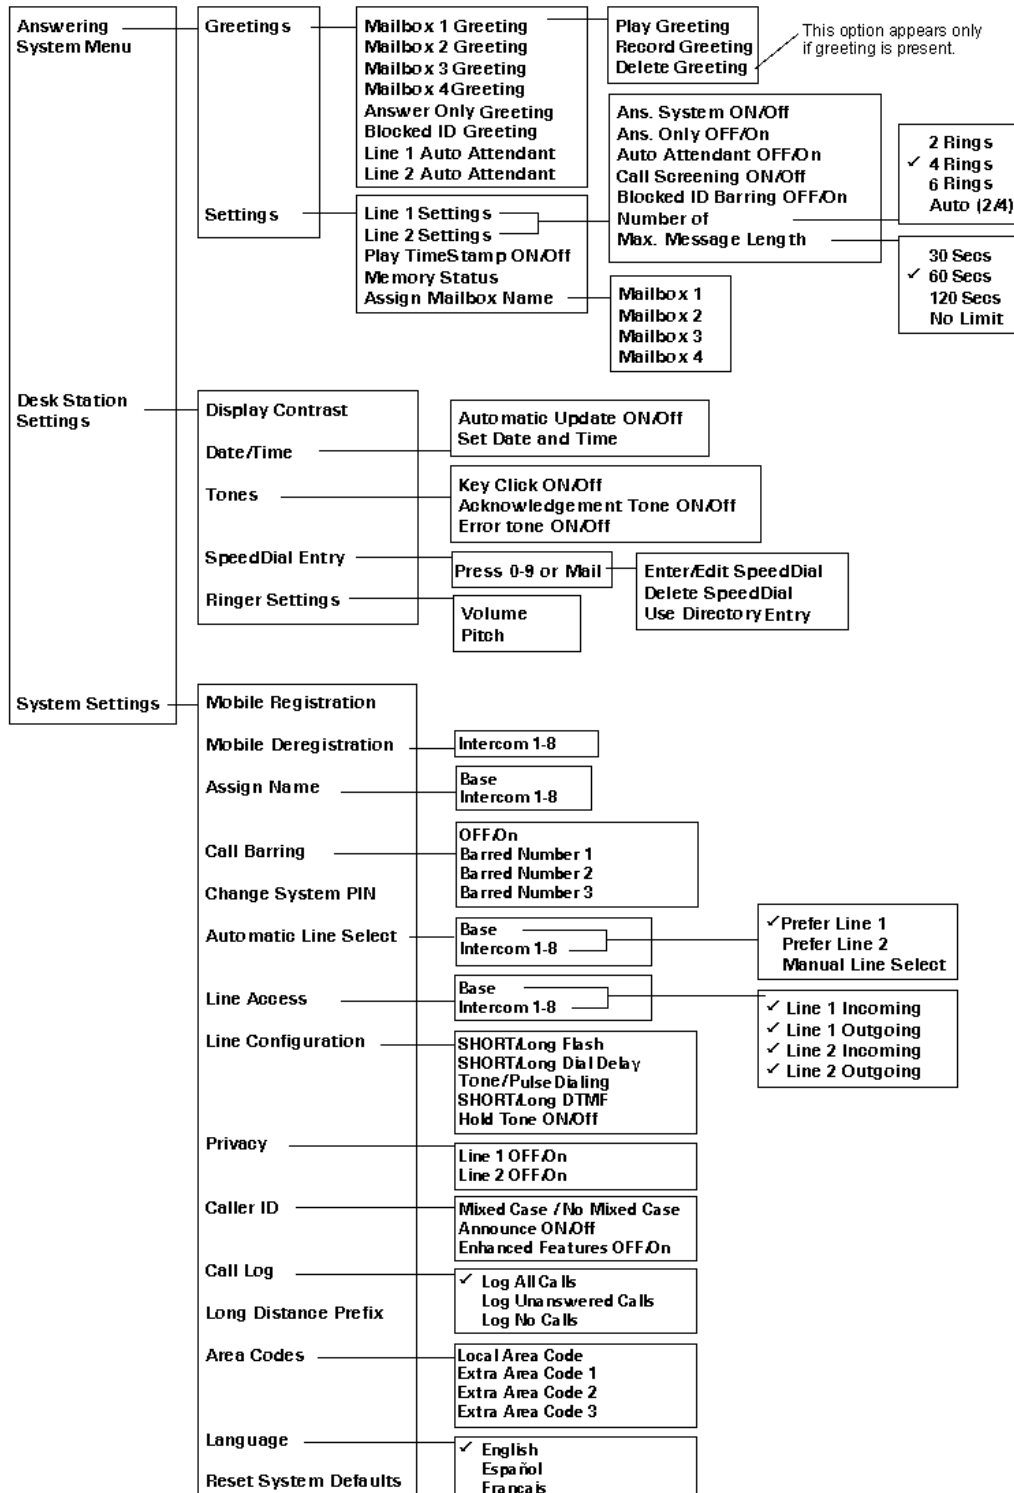 Answering
System Menu
Greetings
Mailbox 1 Greeting
Mailbox 2 Greeting
Mailbox 3 Greeting
Mailbox 4 Greeting
Answer Only Greeting
Blocked ID Greeting
Line 1 Auto Attendant
Line 2 Auto Attendant
Play Greeting
Record Greeting
Delete Greeting
This option appears only
if greeting is present.
Settings
Line 1 Settings
Line 2 Settings
Play TimeStamp ON/Off
Memory Status
Assign Mailbox Name
Ans. System ON/Off
Ans. Only OFF/On
Auto Attendant OFF/On
Call Screening ON/Off
Blocked ID Barring OFF/On
Number of
Max. Message Length
2 Rings
✓ 4 Rings
6 Rings
Auto (2/4)
30 Secs
✓ 60 Secs
120 Secs
No Limit
Mailbox 1
Mailbox 2
Mailbox 3
Mailbox 4
Desk Station
Settings
Display Contrast
Date/Time
Automatic Update ON/Off
Set Date and Time
Tones
Key Click ON/Off
Acknowledgement Tone ON/Off
Error tone ON/Off
SpeedDial Entry
Press 0-9 or Mail
Enter/Edit SpeedDial
Delete SpeedDial
Use Directory Entry
Ringer Settings
Volume
Pitch
System Settings
Mobile Registration
Mobile Deregistration
Intercom 1-8
Assign Name
Base
Intercom 1-8
Call Barring
OFF/On
Barred Number 1
Barred Number 2
Barred Number 3
Change System PIN
Automatic Line Select
Base
Intercom 1-8
✓ Prefer Line 1
Prefer Line 2
Manual Line Select
Line Access
Base
Intercom 1-8
✓ Line 1 Incoming
✓ Line 1 Outgoing
✓ Line 2 Incoming
✓ Line 2 Outgoing
Line Configuration
SHORT/Long Flash
SHORT/Long Dial Delay
Tone/Pulse Dialing
SHORT/Long DTMF
Hold Tone ON/Off
Privacy
Line 1 OFF/On
Line 2 OFF/On
Caller ID
Mixed Case / No Mixed Case
Announce ON/Off
Enhanced Features OFF/On
Call Log
✓ Log All Calls
Log Unanswered Calls
Log No Calls
Long Distance Prefix
Area Codes
Local Area Code
Extra Area Code 1
Extra Area Code 2
Extra Area Code 3
Language
✓ English
Español
Français
Reset System Defaults